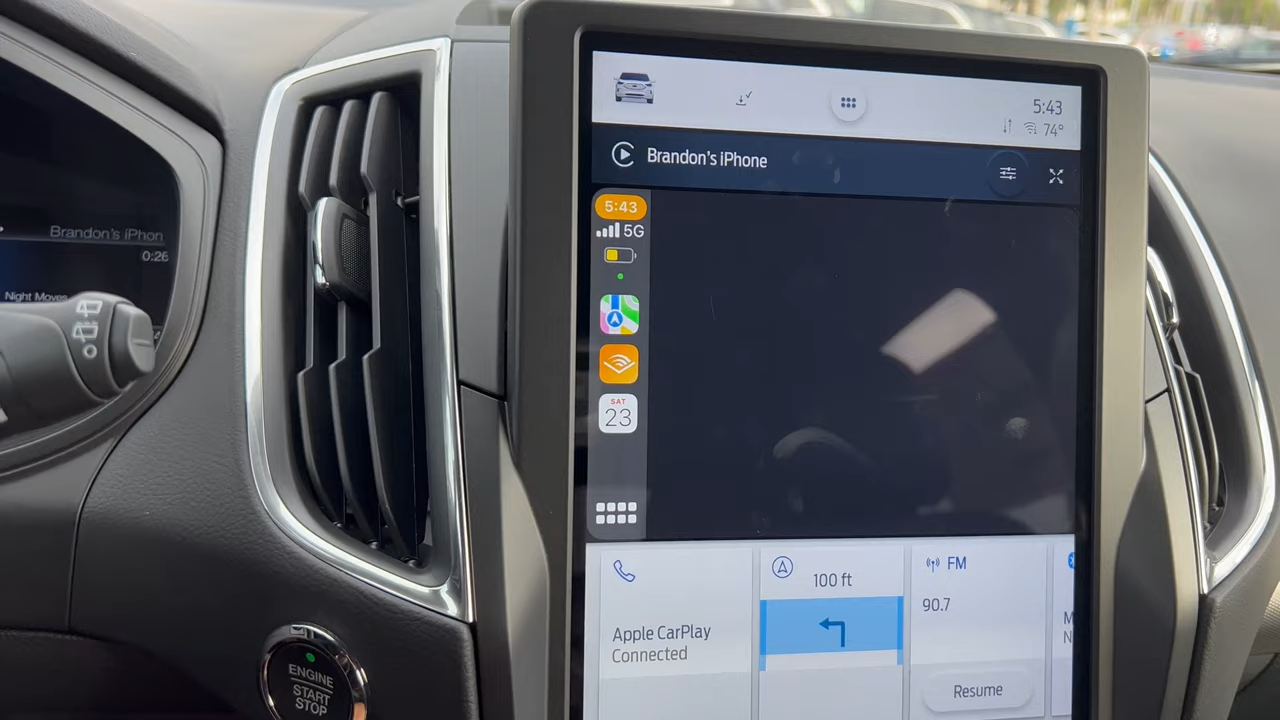 Brandon's iPhon
0:26
Night Moves
ENGINE
START
STOP
5:43
74°
Brandon's iPhone
5:43
5G
SAT
23
Apple CarPlay
Connected
100 ft
FM
90.7
Resume
M
N